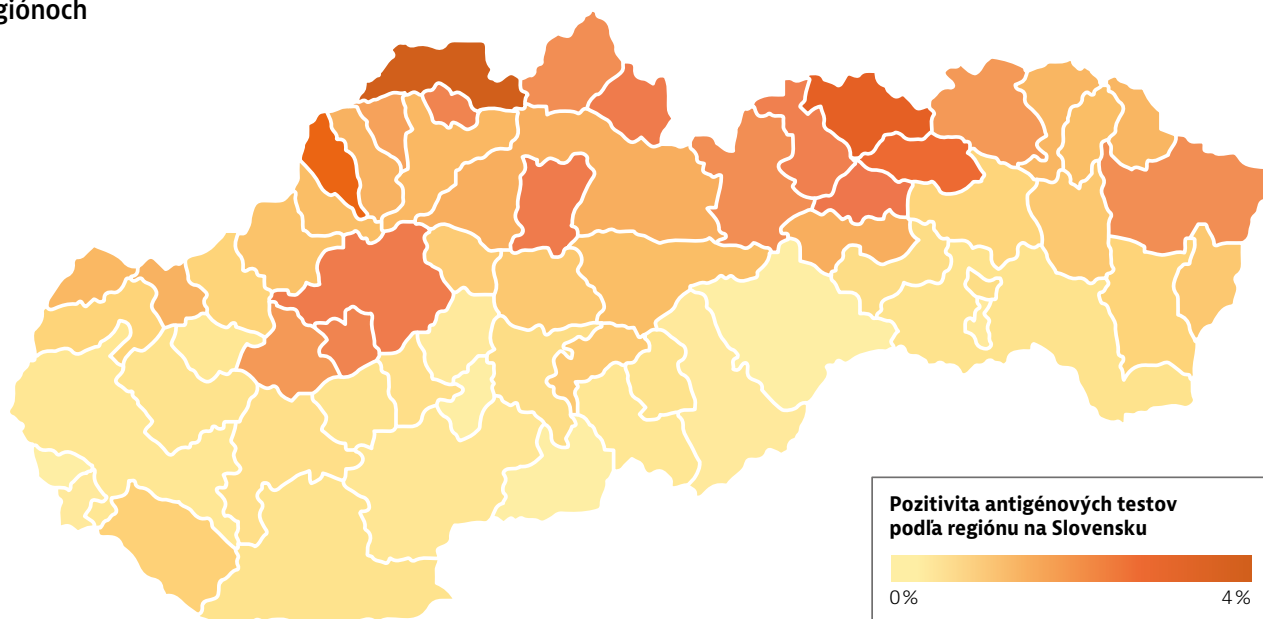 giónoch
Pozitivita antigénových testov
podľa regiónu na Slovensku
0 %
4 %